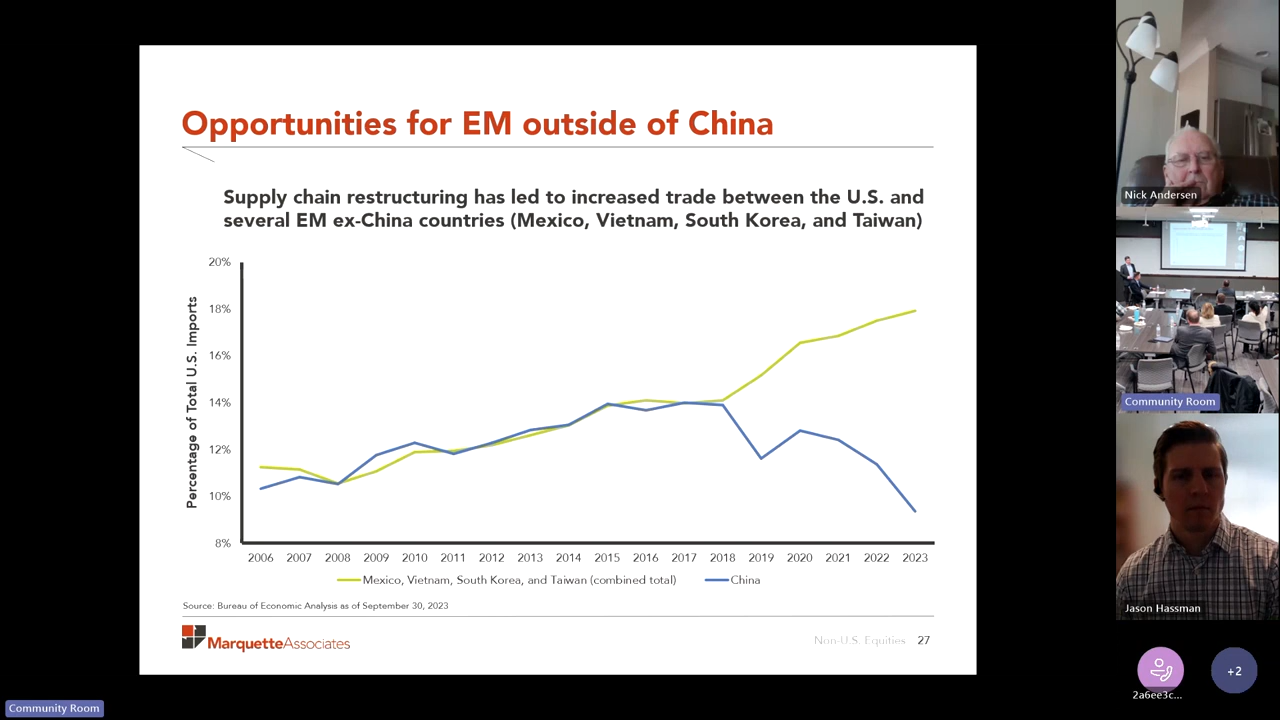 Opportunities for EM outside of China
Supply chain restructuring has led to increased trade between the U.S. and
several EM ex-China countries (Mexico, Vietnam, South Korea, and Taiwan)
Percentage of Total U.S. Imports
20%
18%
16%
14%
12%
10%
8%
2006 2007 2008 2009 2010 2011 2012 2013 2014 2015 2016 2017 2018 2019 2020 2021 2022 2023
Mexico, Vietnam, South Korea, and Taiwan (combined total) China
Source: Bureau of Economic Analysis as of September 30, 2023
MarquetteAssociates
Non-U.S. Equities 27
Nick Andersen
Community Room
Jason Hassman
2a6ee3c...
+2
Community Room